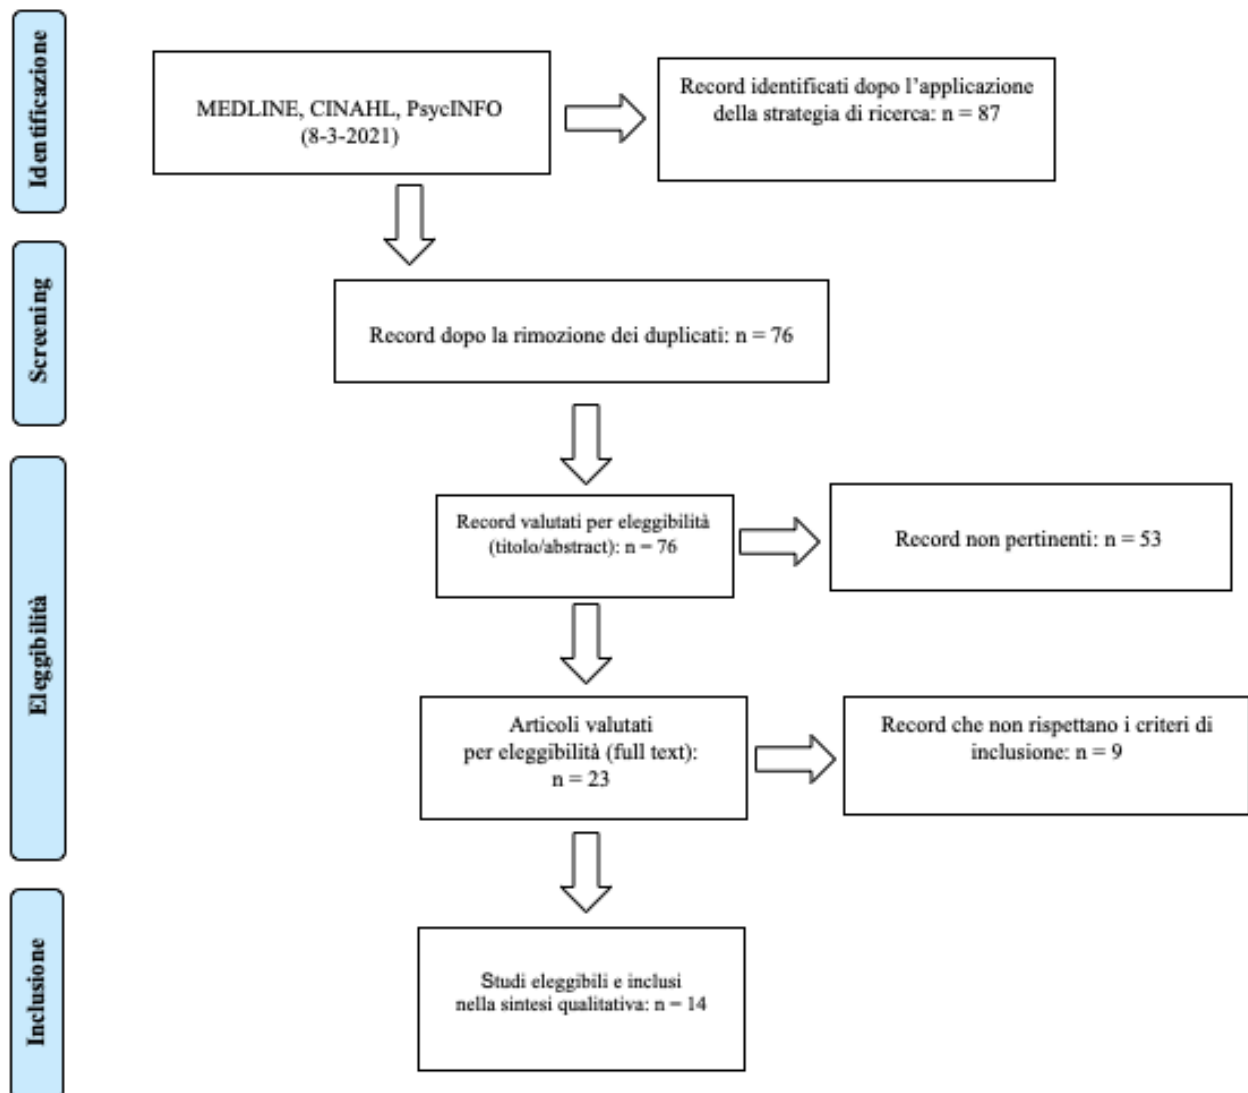 Identificazione
MEDLINE, CINAHL, PsycINFO
(8-3-2021)
Record identificati dopo l'applicazione
della strategia di ricerca: n = 87
Screening
Record dopo la rimozione dei duplicati: n = 76
Eleggibilità
Record valutati per eleggibilità
(titolo/abstract): n = 76
Record non pertinenti: n = 53
Articoli valutati
per eleggibilità (full text):
n = 23
Record che non rispettano i criteri di
inclusione: n = 9
Inclusione
Studi eleggibili e inclusi
nella sintesi qualitativa: n = 14